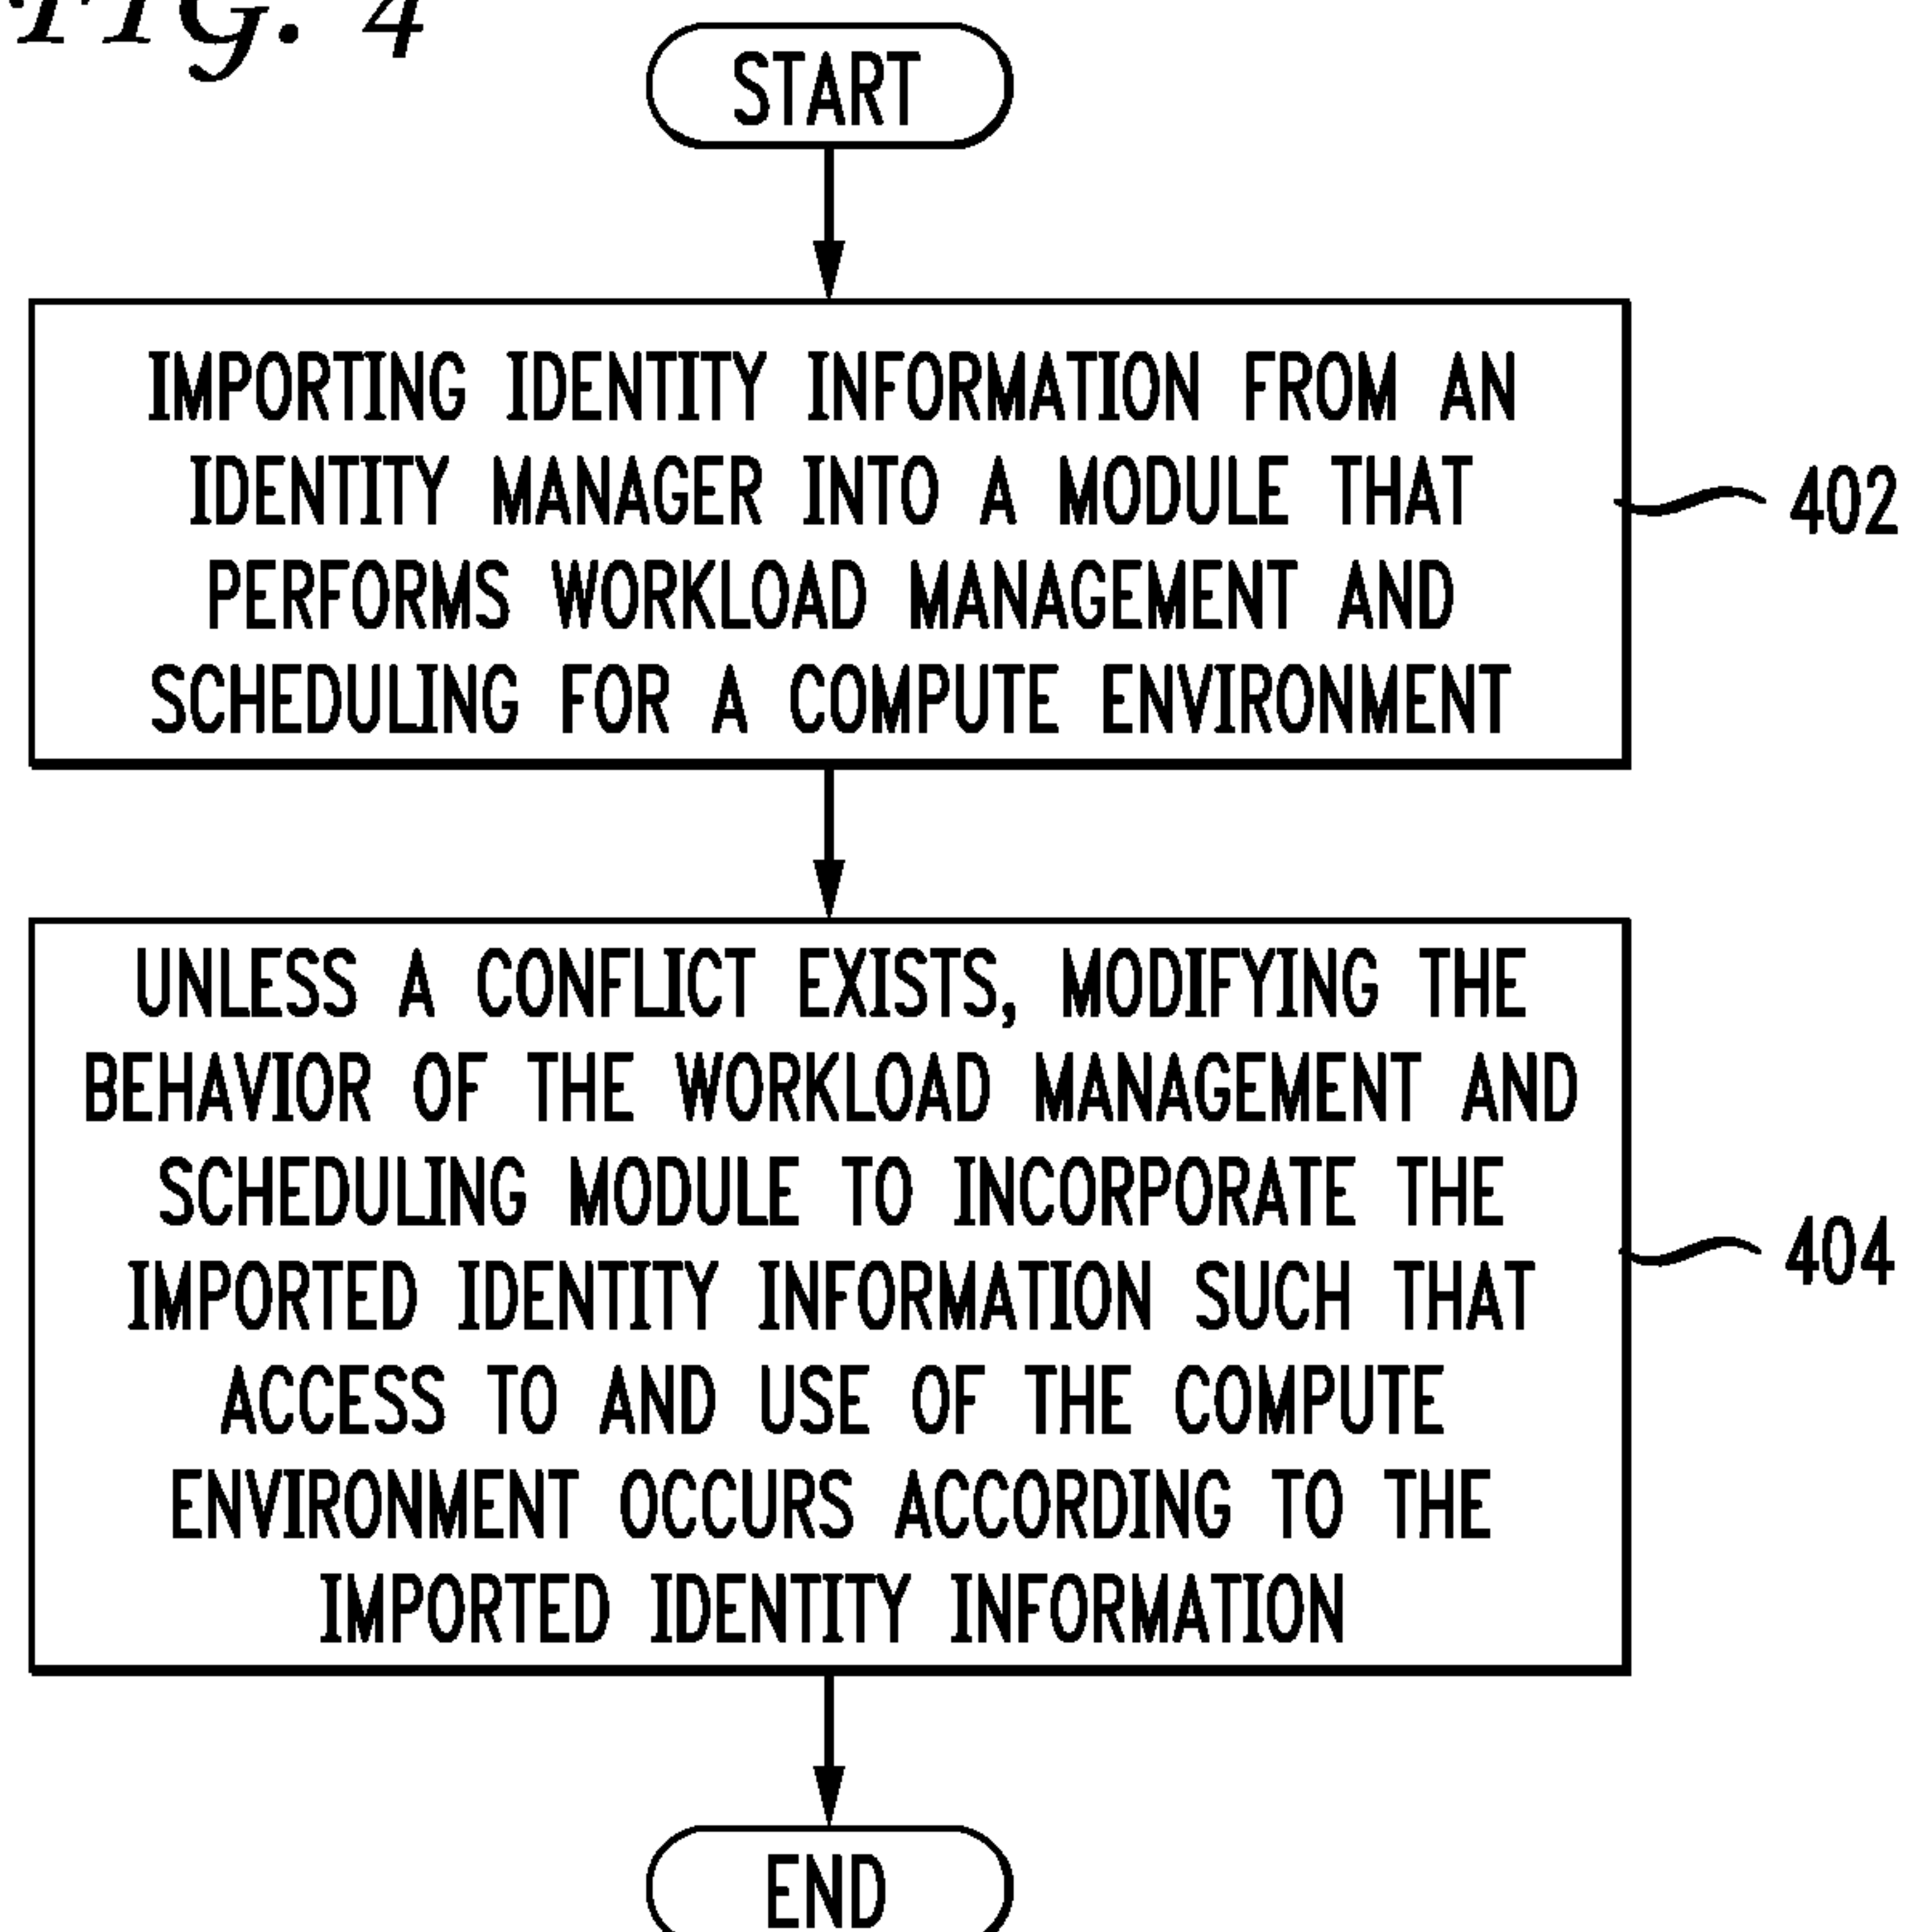 FIG. 4
START
IMPORTING IDENTITY INFORMATION FROM AN
IDENTITY MANAGER INTO A MODULE THAT
PERFORMS WORKLOAD MANAGEMENT AND
SCHEDULING FOR A COMPUTE ENVIRONMENT
402
UNLESS A CONFLICT EXISTS, MODIFYING THE
BEHAVIOR OF THE WORKLOAD MANAGEMENT AND
SCHEDULING MODULE TO INCORPORATE THE
IMPORTED IDENTITY INFORMATION SUCH THAT
ACCESS TO AND USE OF THE COMPUTE
ENVIRONMENT OCCURS ACCORDING TO THE
IMPORTED IDENTITY INFORMATION
404
END